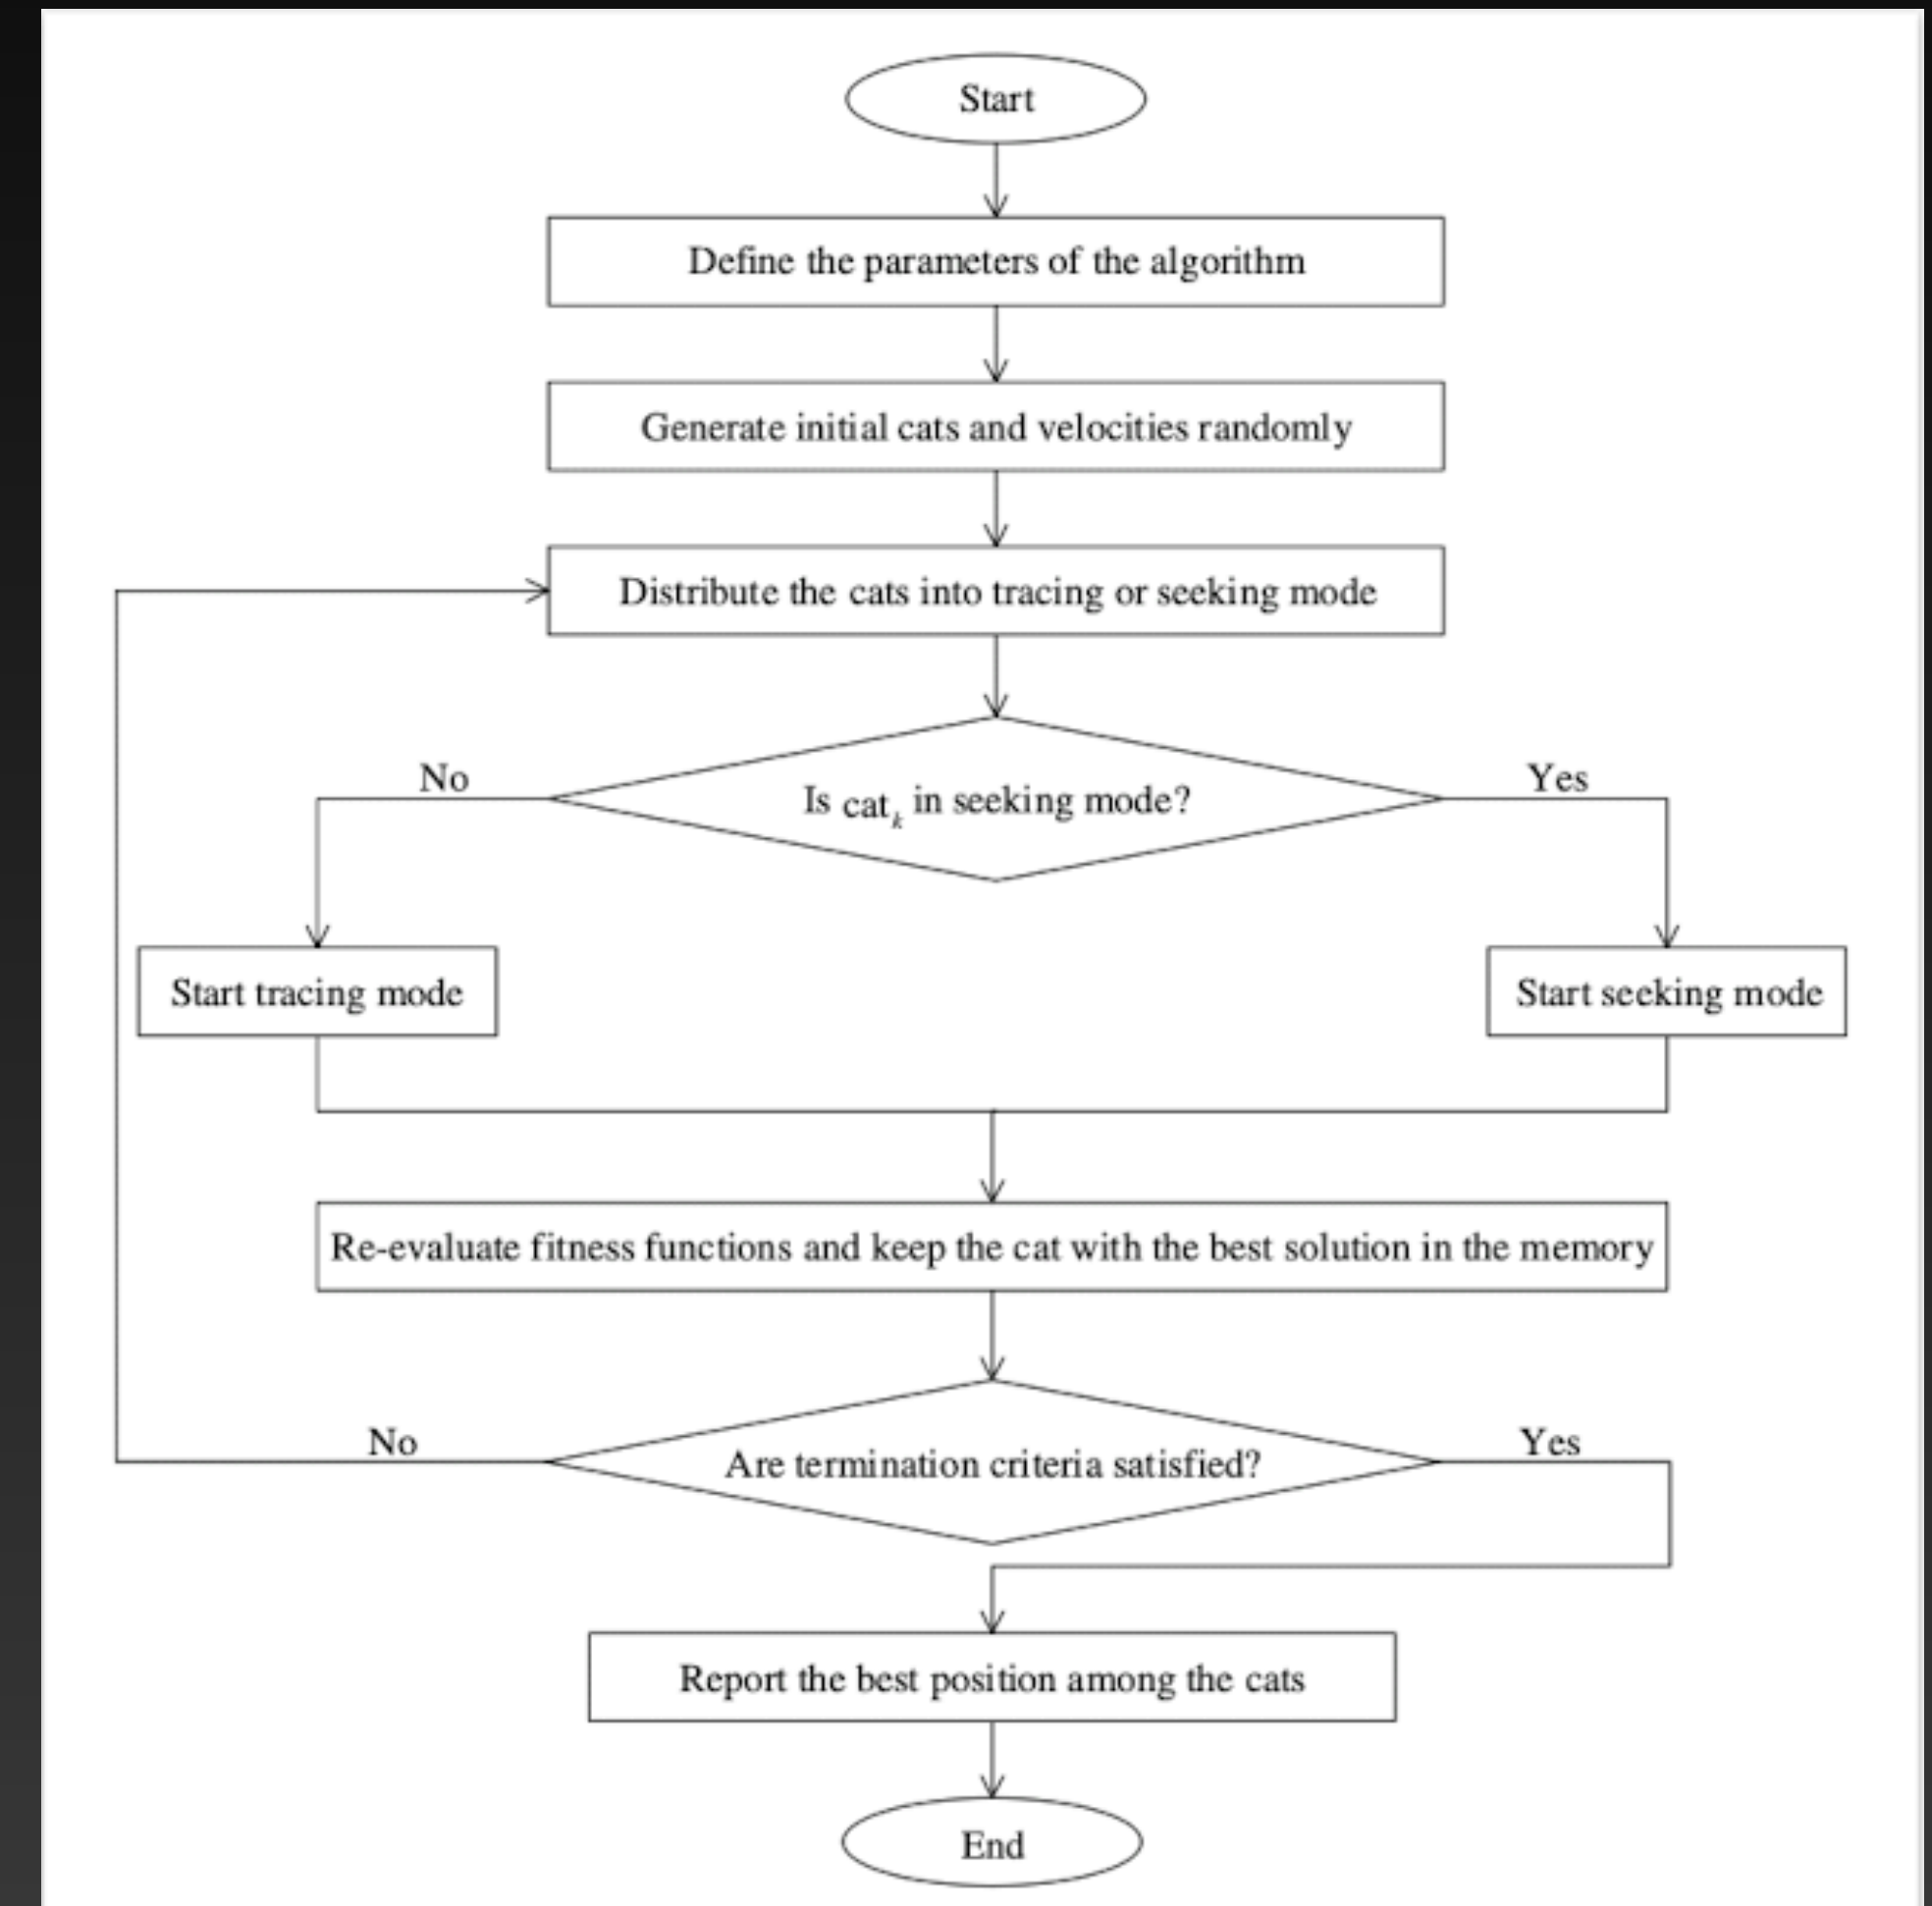 Start
Define the parameters of the algorithm
Generate initial cats and velocities randomly
Distribute the cats into tracing or seeking mode
No
Yes
Is cat k in seeking mode?
Start tracing mode
Start seeking mode
Re-evaluate fitness functions and keep the cat with the best solution in the memory
No
Yes
Are termination criteria satisfied?
Report the best position among the cats
End